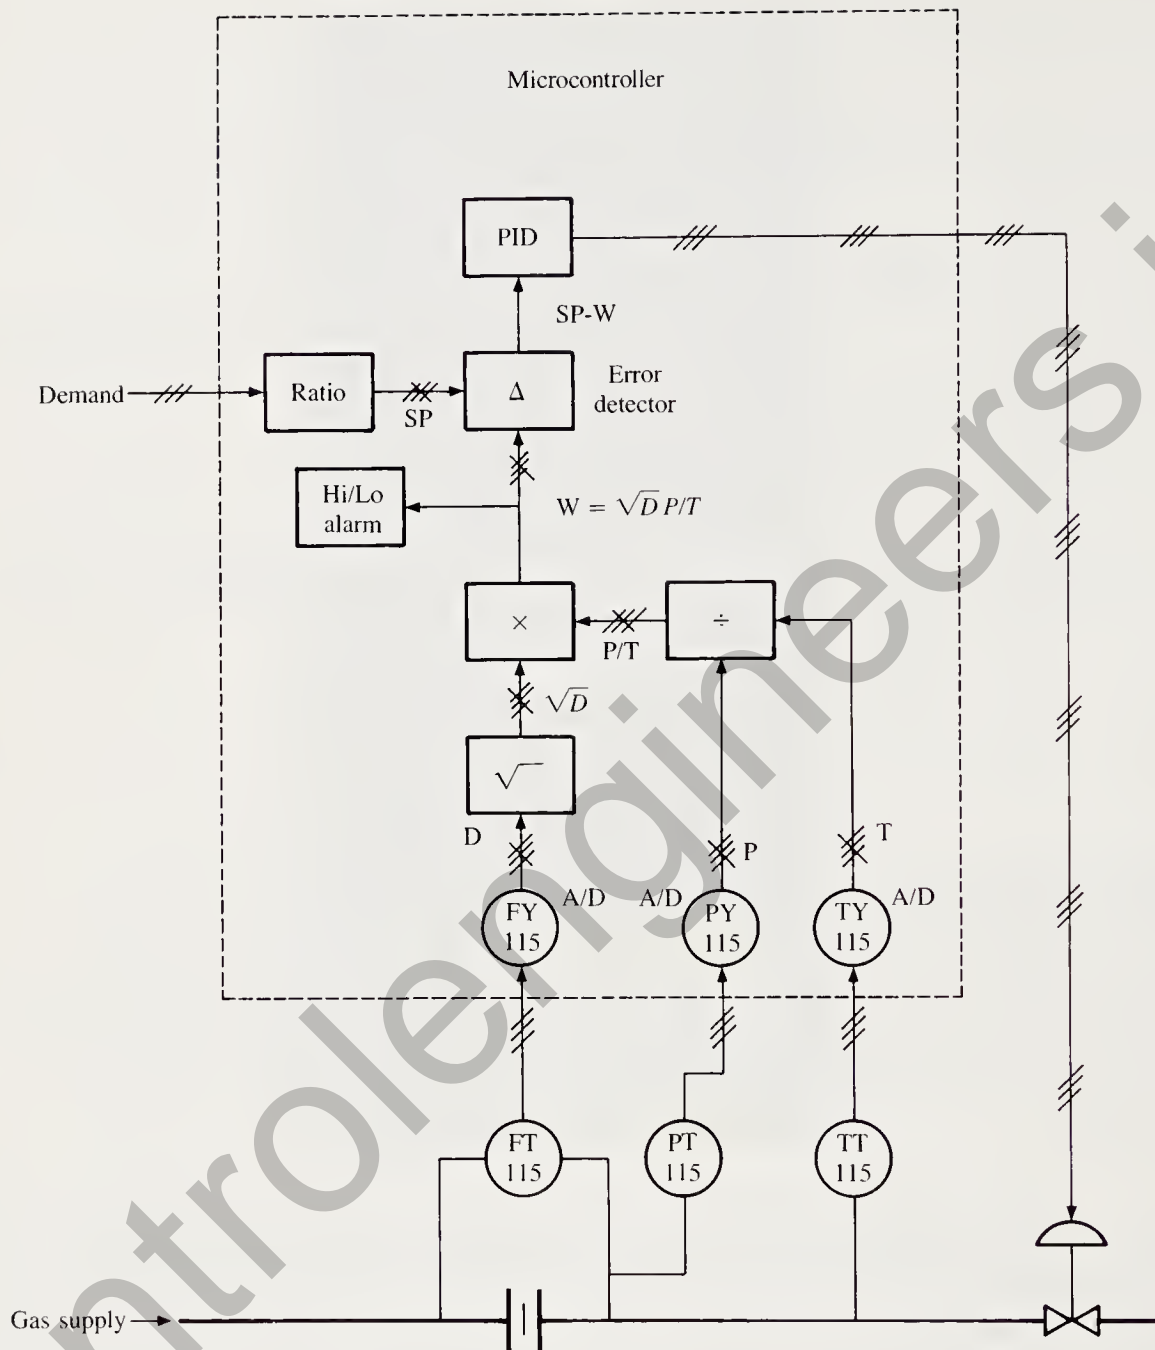 Microcontroller
PID
SP-W
Demand
Ratio
SP
Δ
Error
detector
Hi/Lo
alarm
W = √D P/T
×
P/T
÷
√D
√
D
P
T
FY
115
A/D
A/D
PY
115
TY
115
A/D
FT
115
PT
115
TT
115
Gas supply
ntrolengineers i